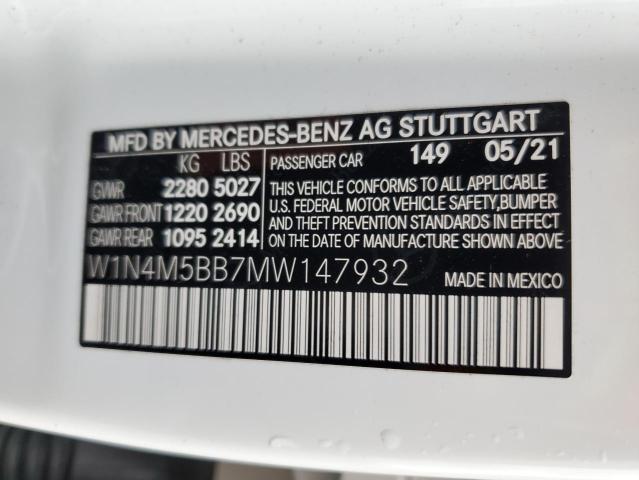 MFD BY MERCEDES-BENZ AG STUTTGART
KG LBS PASSENGER CAR 149 05/21
GVWR 2280 5027 THIS VEHICLE CONFORMS TO ALL APPLICABLE
GAWR FRONT 1220 2690 U.S. FEDERAL MOTOR VEHICLE SAFETY,BUMPER
GAWR REAR 1095 2414 AND THEFT PREVENTION STANDARDS IN EFFECT
ON THE DATE OF MANUFACTURE SHOWN ABOVE
W1N4M5BB7MW147932 MADE IN MEXICO